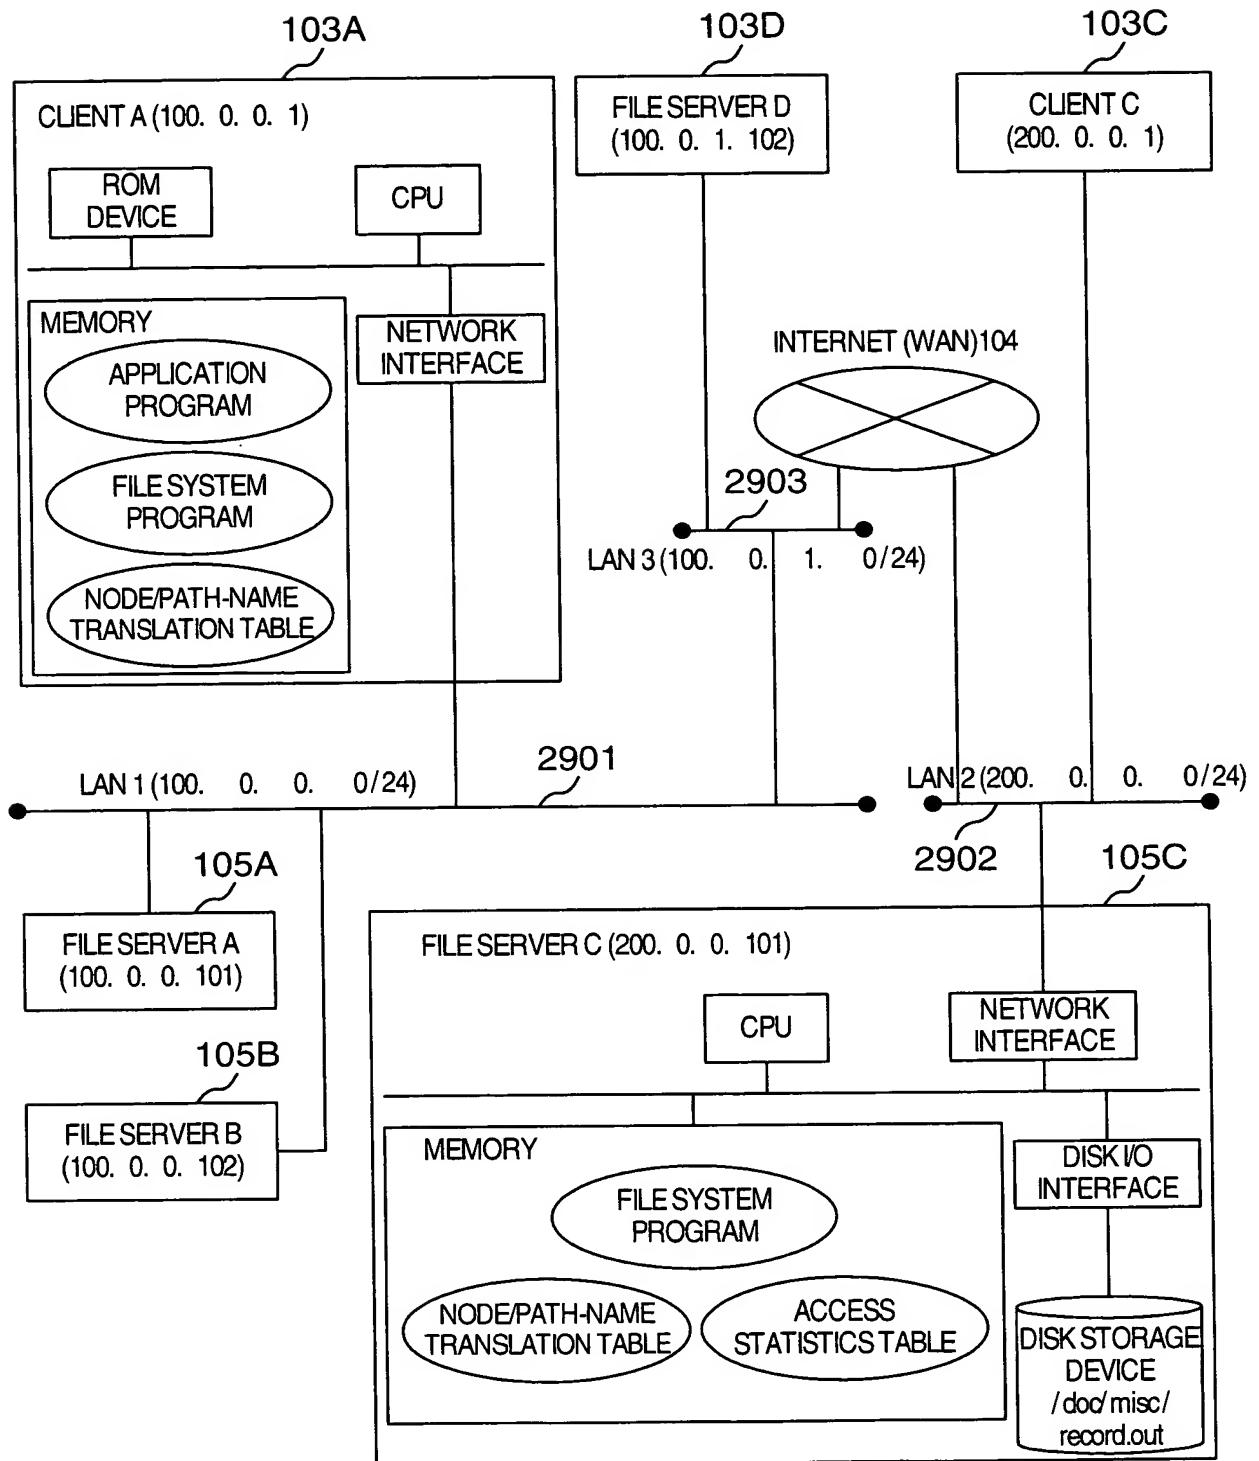 103A
103D
103C
CLIENT A (100. 0. 0. 1)
FILE SERVER D
(100. 0. 1. 102)
CLIENT C
(200. 0. 0. 1)
ROM
DEVICE
CPU
MEMORY
NETWORK
INTERFACE
APPLICATION
PROGRAM
FILE SYSTEM
PROGRAM
NODE/PATH-NAME
TRANSLATION TABLE
INTERNET (WAN)104
2903
LAN 3 (100. 0. 1. 0/24)
LAN 1 (100. 0. 0. 0/24)
2901
LAN 2 (200. 0. 0. 0/24)
2902
105A
105C
FILE SERVER A
(100. 0. 0. 101)
FILE SERVER C (200. 0. 0. 101)
CPU
NETWORK
INTERFACE
105B
FILE SERVER B
(100. 0. 0. 102)
MEMORY
DISK I/O
INTERFACE
FILE SYSTEM
PROGRAM
NODE/PATH-NAME
TRANSLATION TABLE
ACCESS
STATISTICS TABLE
DISK STORAGE
DEVICE
/doc/misc/
record.out